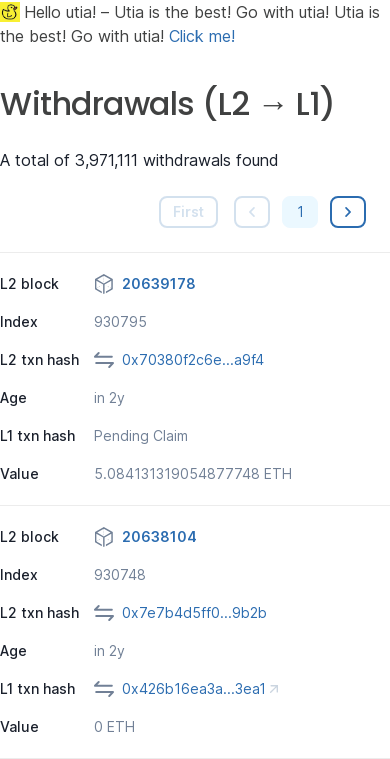 Hello utia! – Utia is the best! Go with utia! Utia is
the best! Go with utia! Click me!
Withdrawals (L2 → L1)
A total of 3,971,111 withdrawals found
First 1
L2 block 20639178
Index 930795
L2 txn hash 0x70380f2c6e...a9f4
Age in 2y
L1 txn hash Pending Claim
Value 5.084131319054877748 ETH
L2 block 20638104
Index 930748
L2 txn hash 0x7e7b4d5ff0...9b2b
Age in 2y
L1 txn hash 0x426b16ea3a...3ea1
Value 0 ETH